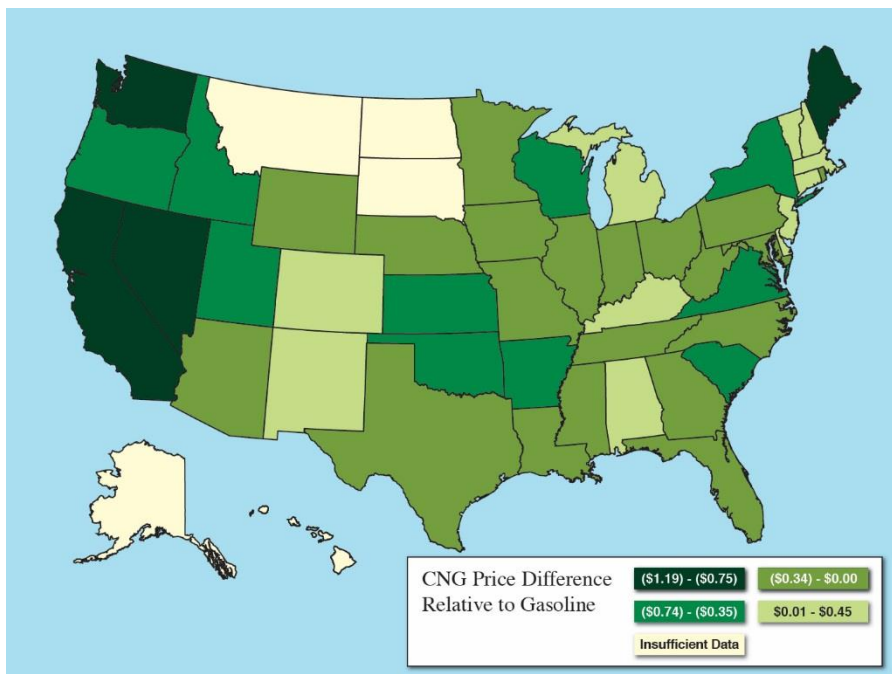 CNG Price Difference
Relative to Gasoline
($1.19) - ($0.75)
($0.34) - $0.00
($0.74) - ($0.35)
$0.01 - $0.45
Insufficient Data